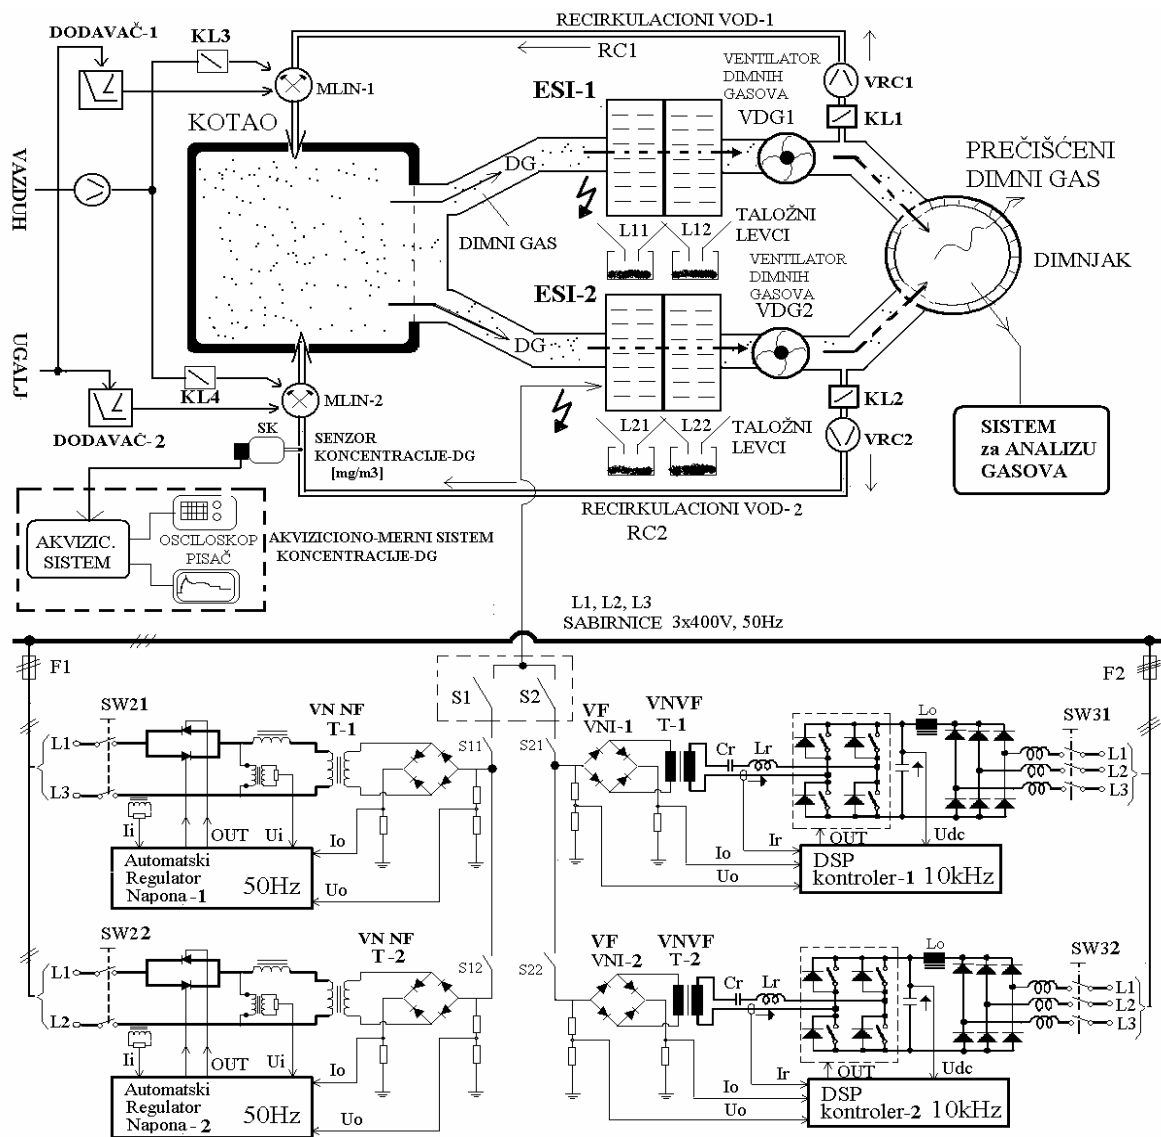 RECIRKULACIONI VOD-1
RC1
DODAVAČ-1
KL3
MLIN-1
KOTAO
VAZDUH
UGALJ
ESI-1
VENTILATOR
DIMNIH
GASOVA
VDG1
VRC1
KL1
PREČIŠĆENI
DIMNI GAS
DG
DIMNI GAS
L11
L12
TALOŽNI
LEVCI
VENTILATOR
DIMNIH
GASOVA
VDG2
DIMNJAK
ESI-2
DG
KL4
MLIN-2
DODAVAČ-2
SK
SENZOR
KONCENTRACIJE-DG
[mg/m3]
L21
L22
TALOŽNI
LEVCI
KL2
VRC2
SISTEM
za ANALIZU
GASOVA
RECIRKULACIONI VOD-2
RC2
AKVIZIC.
SISTEM
OSCILOSKOP
PISAČ
AKVIZICIONO-MERNI SISTEM
KONCENTRACIJE-DG
L1, L2, L3
SABIRNICE 3x400V, 50Hz
F1
F2
SW21
VN NF
T-1
S1
S2
VF
VNI-1
VNVF
T-1
Lo
SW31
L1
L3
S11
S21
Cr
Lr
L1
L2
L3
Ii
OUT
Ui
Io
Uo
Ir
Io
Uo
OUT
Udc
Automatski
Regulator
Napona-1
50Hz
DSP
kontroler-1 10kHz
SW22
VN NF
T-2
VF
VNI-2
VNVF
T-2
Lo
SW32
L1
L2
S12
S22
Cr
Lr
L1
L2
L3
Ii
OUT
Ui
Io
Uo
Ir
Io
Uo
OUT
Udc
Automatski
Regulator
Napona-2
50Hz
DSP
kontroler-2 10kHz